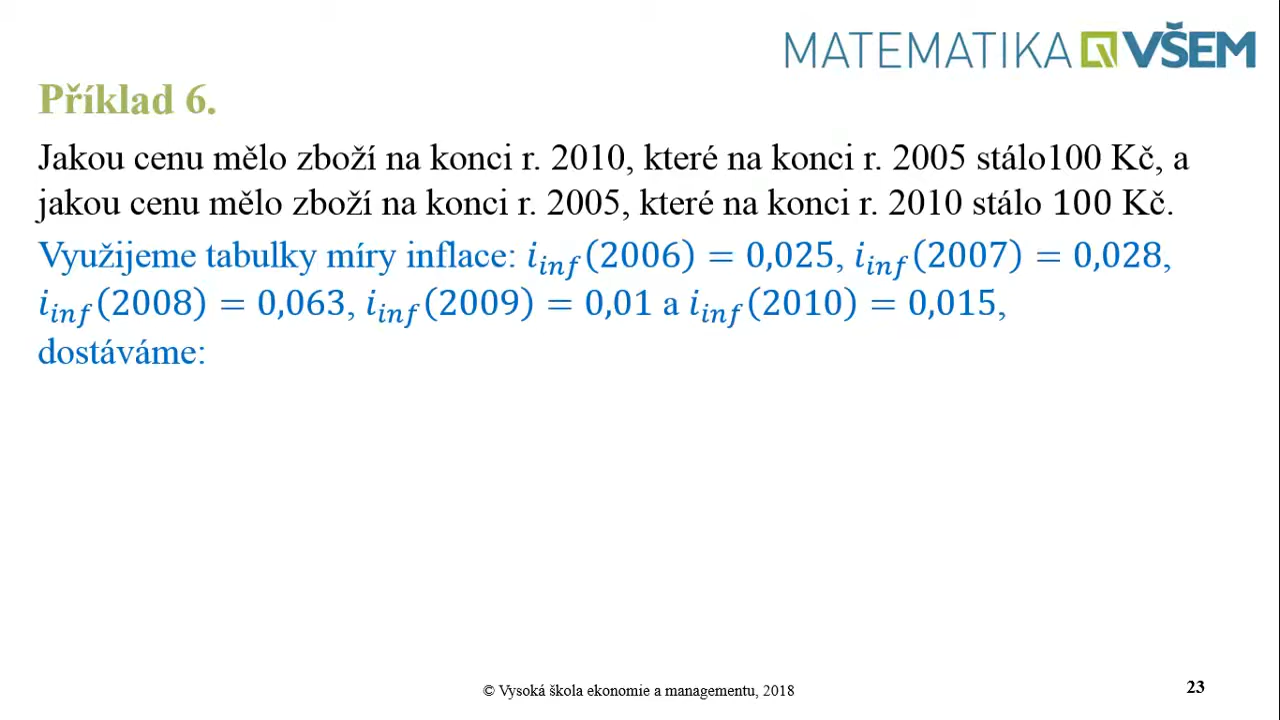 MATEMATIKA VŠEM
Příklad 6.
Jakou cenu mělo zboží na konci r. 2010, které na konci r. 2005 stálo100 Kč, a
jakou cenu mělo zboží na konci r. 2005, které na konci r. 2010 stálo 100 Kč.
Využijeme tabulky míry inflace: i_inf(2006) = 0,025, i_inf(2007) = 0,028,
i_inf(2008) = 0,063, i_inf(2009) = 0,01 a i_inf(2010) = 0,015,
dostáváme:
© Vysoká škola ekonomie a managementu, 2018
23